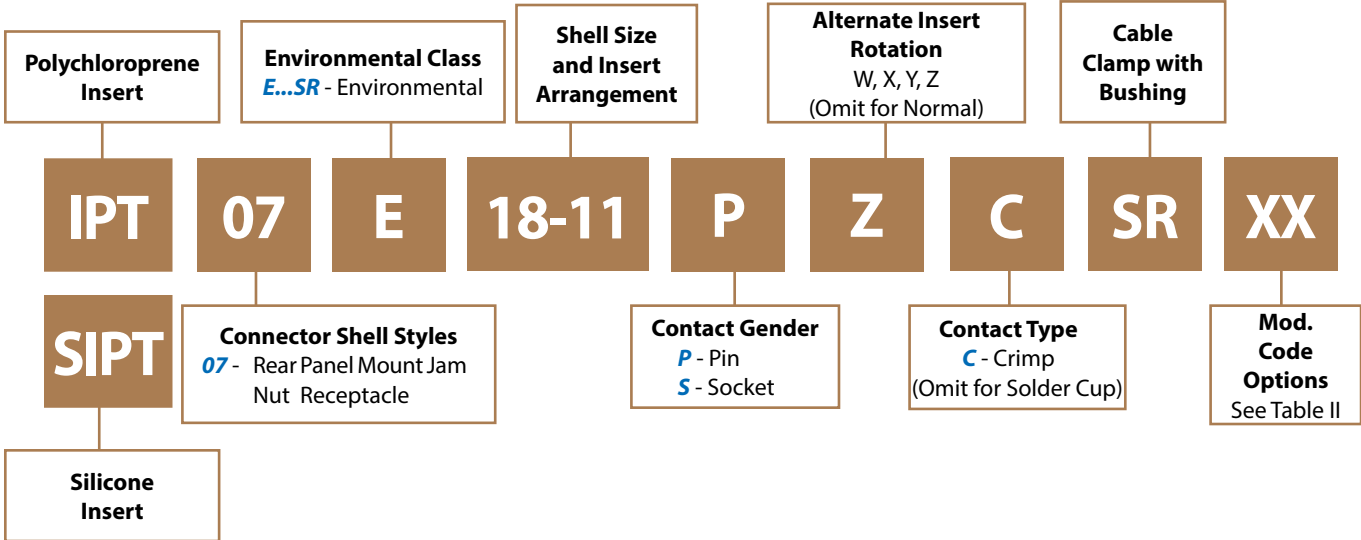 Polychloroprene
Insert
Environmental Class
E...SR - Environmental
Shell Size
and Insert
Arrangement
Alternate Insert
Rotation
W, X, Y, Z
(Omit for Normal)
Cable
Clamp with
Bushing
IPT
07
E
18-11
P
Z
C
SR
XX
SIPT
Connector Shell Styles
07 - Rear Panel Mount Jam
Nut Receptacle
Contact Gender
P - Pin
S - Socket
Contact Type
C - Crimp
(Omit for Solder Cup)
Mod.
Code
Options
See Table II
Silicone
Insert